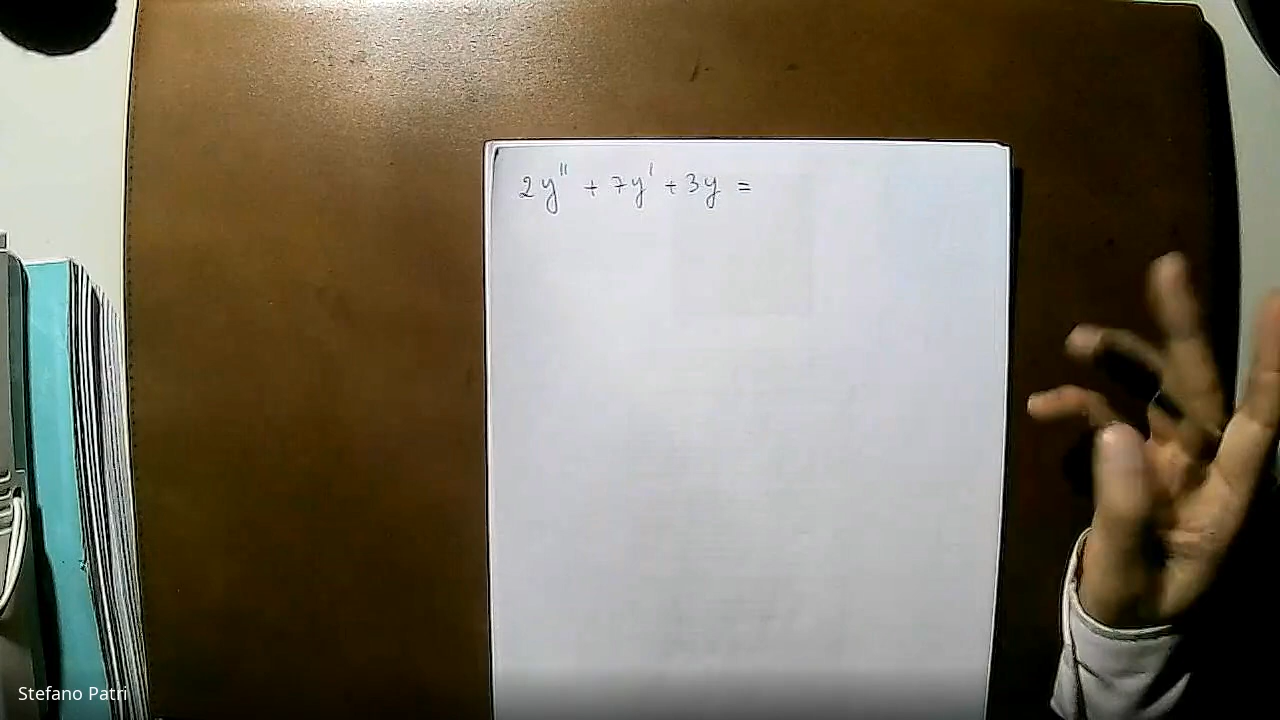 2y'' + 7y' + 3y =
Stefano Patri